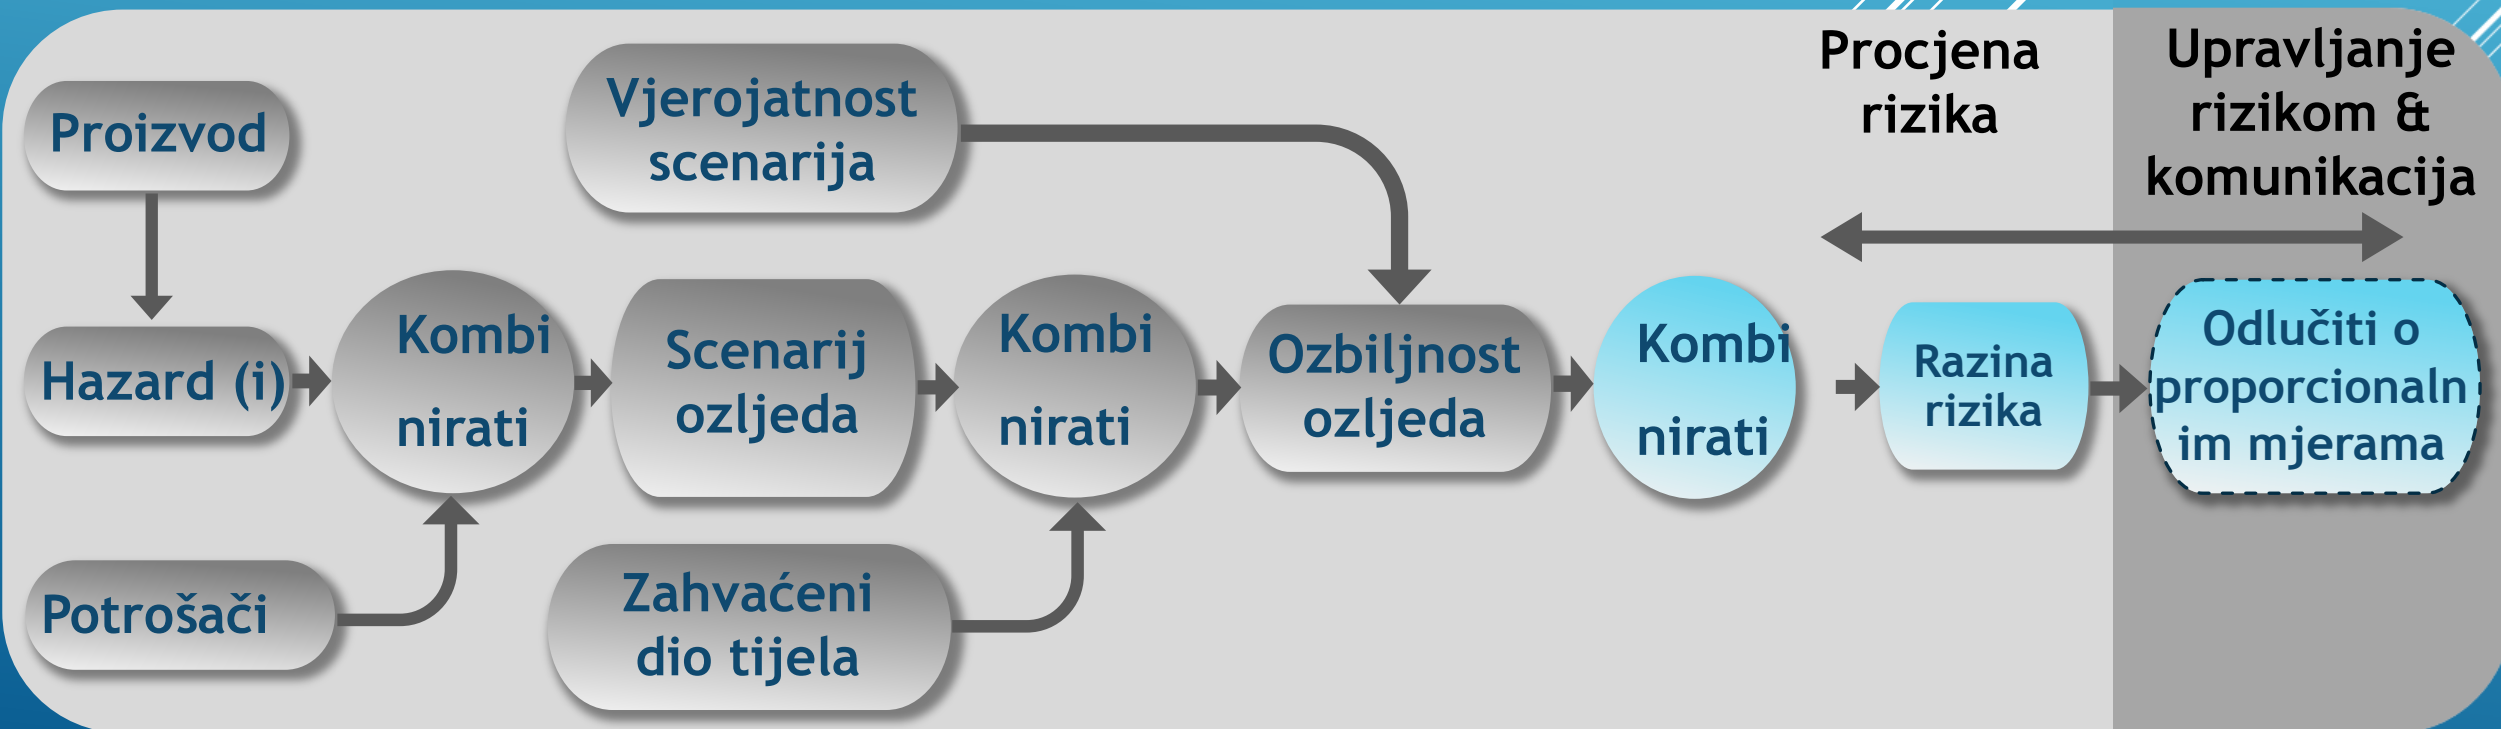 Proizvod
Vjerojatnost
scenarija
Procjena
rizika
Upravljanje
rizikom &
komunikacija
Hazard (i)
Kombi
nirati
Scenarij
ozljeda
Kombi
nirati
Ozbiljnost
ozljeda
Kombi
nirati
Razina
rizika
Odlučiti o
proporcionaln
im mjerama
Potrošači
Zahvaćeni
dio tijela